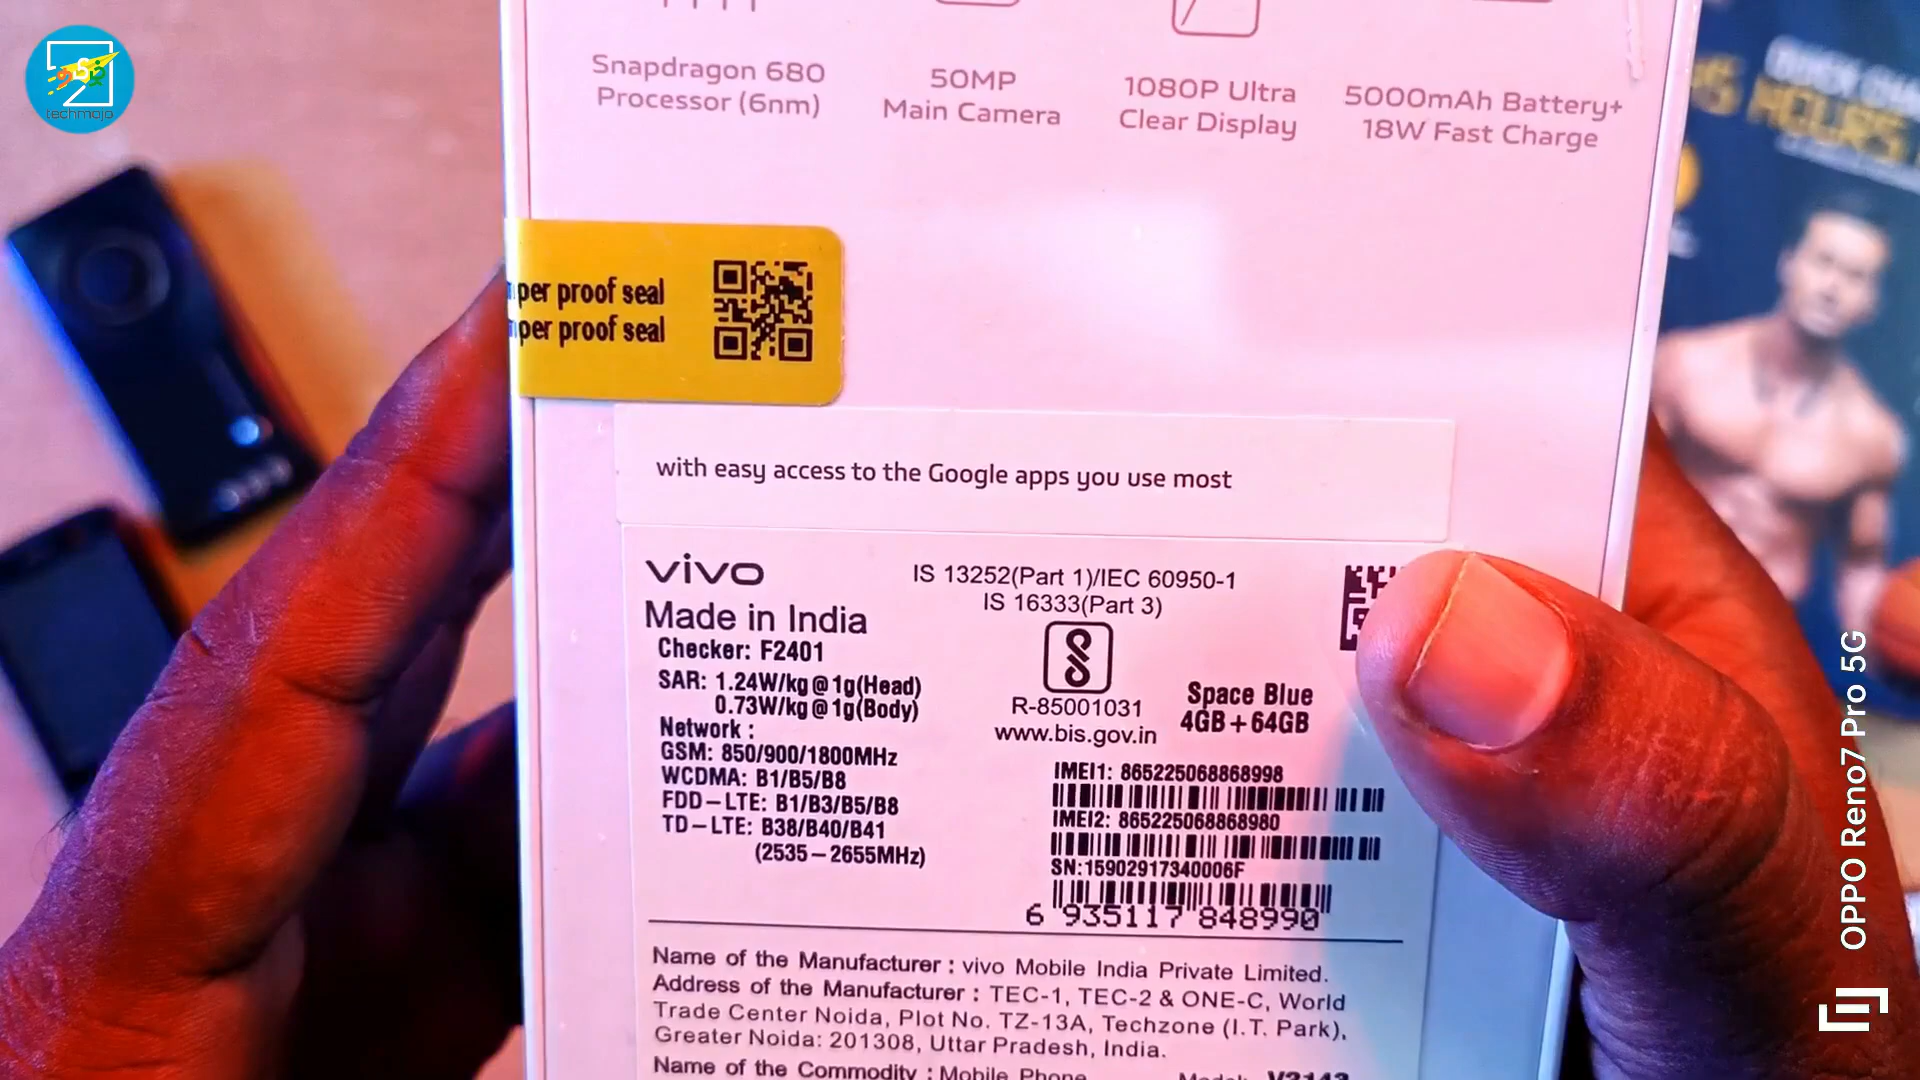 techmojo
Snapdragon 680
Processor (6nm)
50MP
Main Camera
1080P Ultra
Clear Display
5000mAh Battery+
18W Fast Charge
HOURS
per proof seal
per proof seal
with easy access to the Google apps you use most
vivo
Made in India
Checker: F2401
SAR: 1.24W/kg@1g(Head)
0.73W/kg@1g(Body)
Network :
GSM: 850/900/1800MHz
WCDMA: B1/B5/B8
FDD-LTE: B1/B3/B5/B8
TD-LTE: B38/B40/B41
(2535-2655MHz)
IS 13252(Part 1)/IEC 60950-1
IS 16333(Part 3)
R-85001031
www.bis.gov.in
Space Blue
4GB+64GB
IMEI1: 865225068868998
IMEI2: 865225068868980
SN:15902917340006F
6 935117 848990
Name of the Manufacturer : vivo Mobile India Private Limited.
Address of the Manufacturer : TEC-1, TEC-2 & ONE-C, World
Trade Center Noida, Plot No. TZ-13A, Techzone (I.T. Park),
Greater Noida: 201308, Uttar Pradesh, India.
Name of the Commodity : Mobile Phone
Model: V2143
OPPO Reno7 Pro 5G